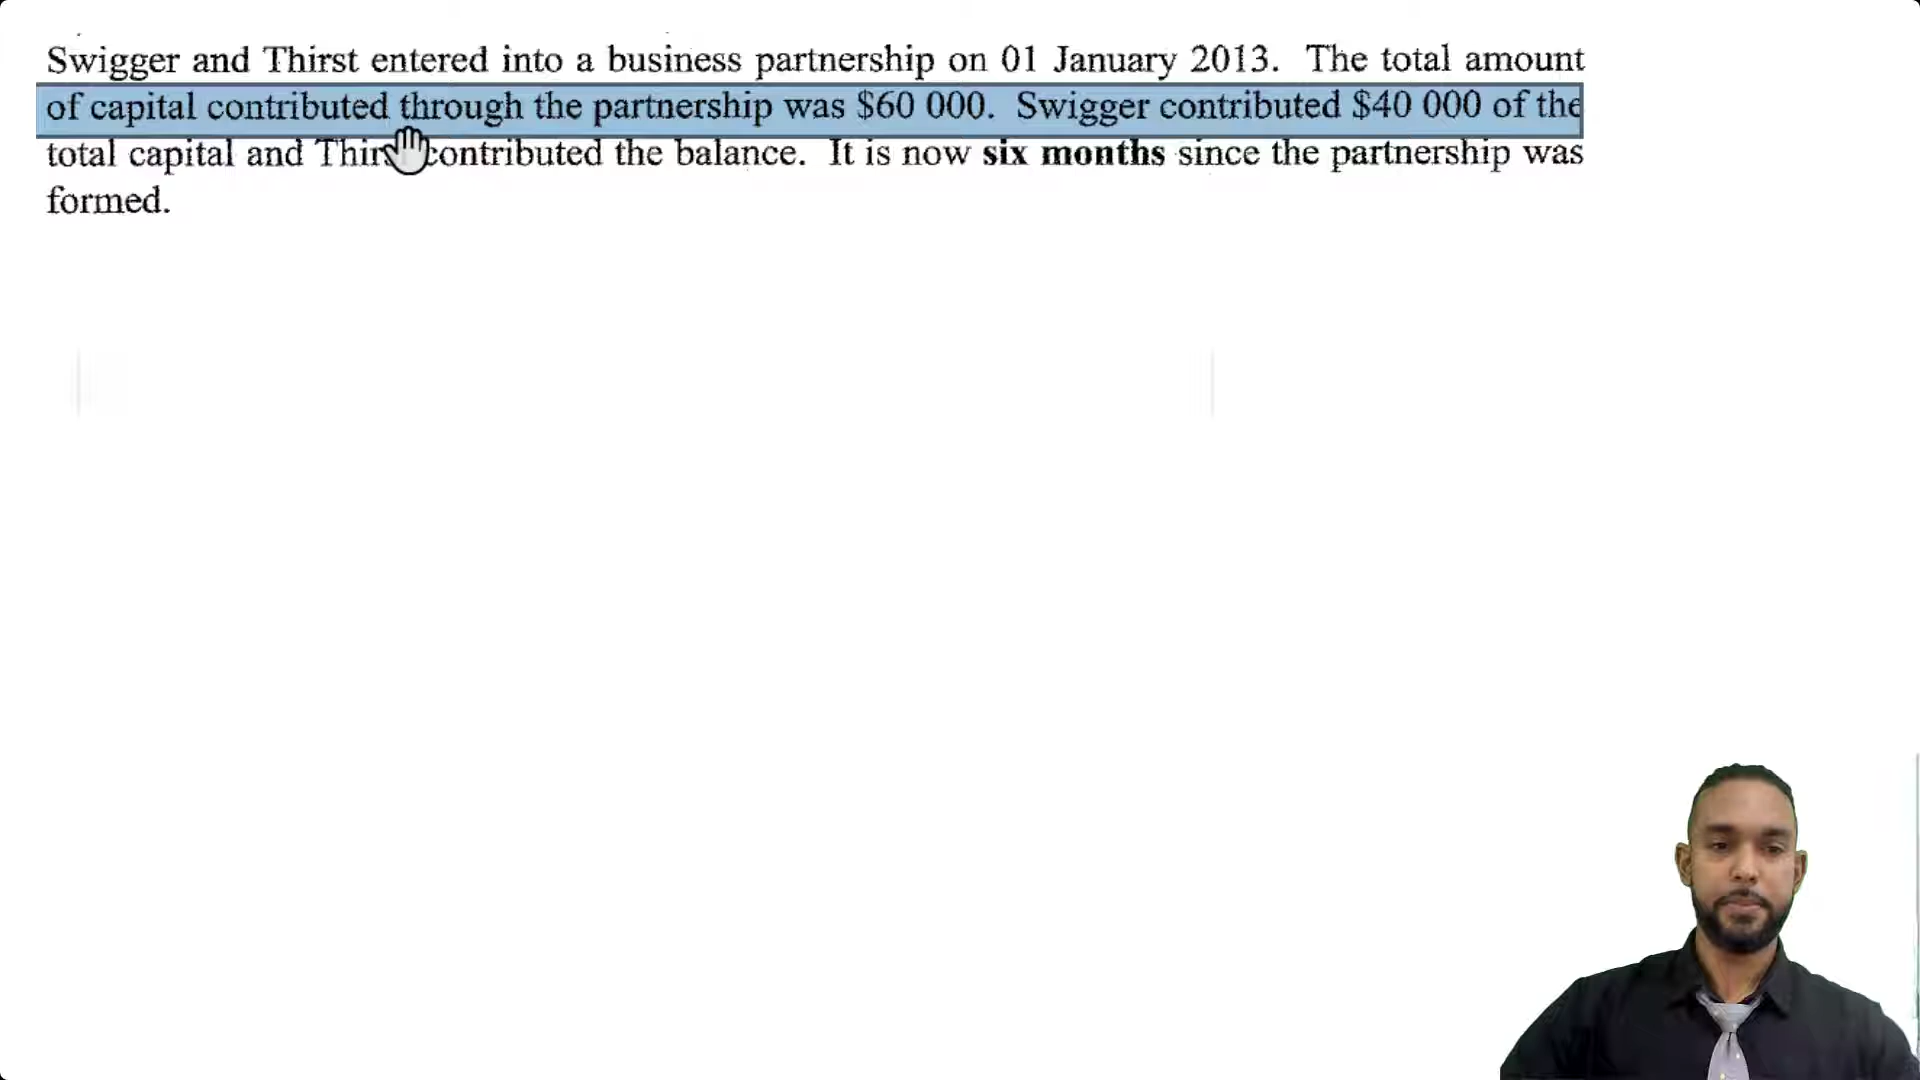 Swigger and Thirst entered into a business partnership on 01 January 2013. The total amount
of capital contributed through the partnership was $60 000. Swigger contributed $40 000 of the
total capital and contributed the balance. It is now six months since the partnership was
formed.